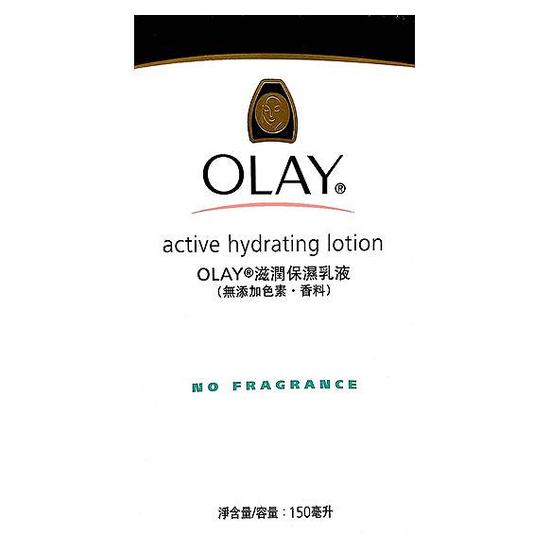 OLAY®
active hydrating lotion
OLAY®滋潤保濕乳液
(無添加色素・香料)
NO FRAGRANCE
淨含量/容量：150毫升